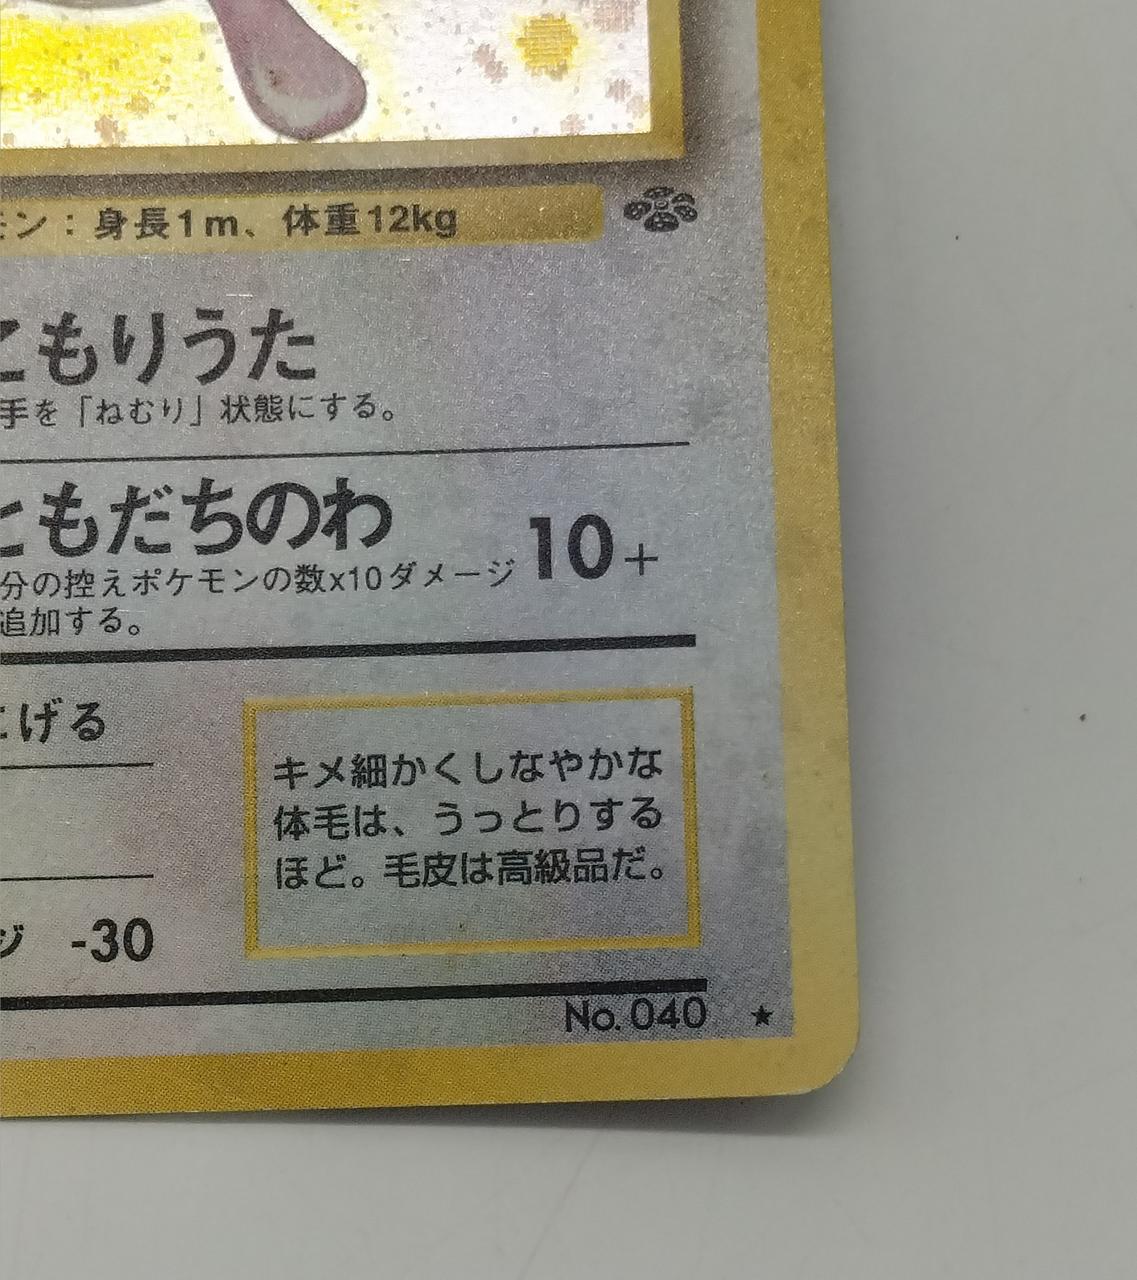 モン：身長1m、体重12kg
こもりうた
手を「ねむり」状態にする。
ともだちのわ 10+
分の控えポケモンの数x10ダメージ
追加する。
にげる
キメ細かくしなやかな
体毛は、うっとりする
ほど。毛皮は高級品だ。
ジ -30
No. 040 ★